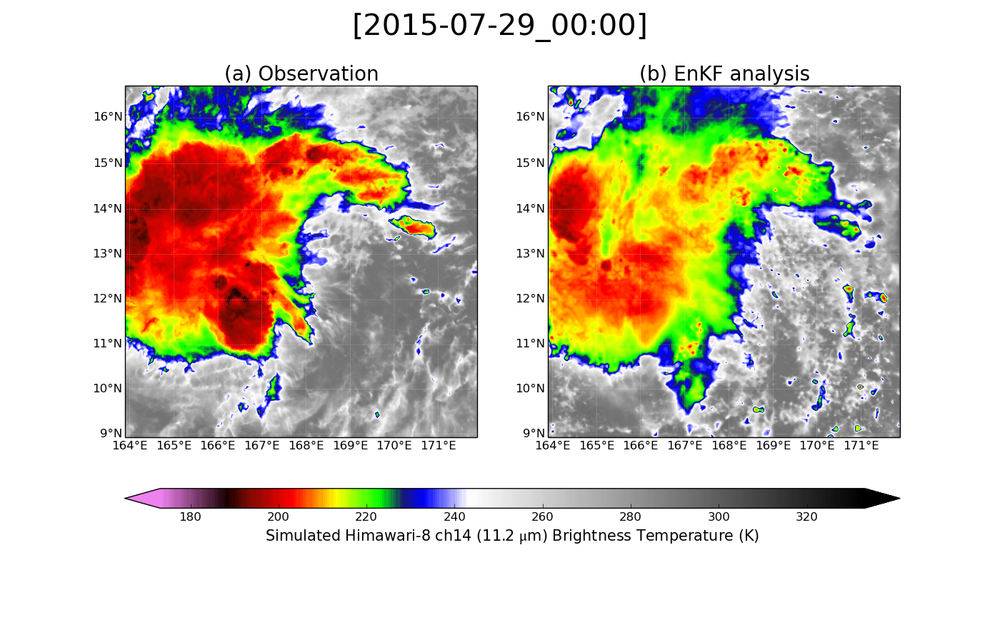 [2015-07-29_00:00]
(a) Observation
(b) EnKF analysis
16°N
15°N
14°N
13°N
12°N
11°N
10°N
9°N
164°E 165°E 166°E 167°E 168°E 169°E 170°E 171°E
16°N
15°N
14°N
13°N
12°N
11°N
10°N
9°N
164°E 165°E 166°E 167°E 168°E 169°E 170°E 171°E
180 200 220 240 260 280 300 320
Simulated Himawari-8 ch14 (11.2 μm) Brightness Temperature (K)